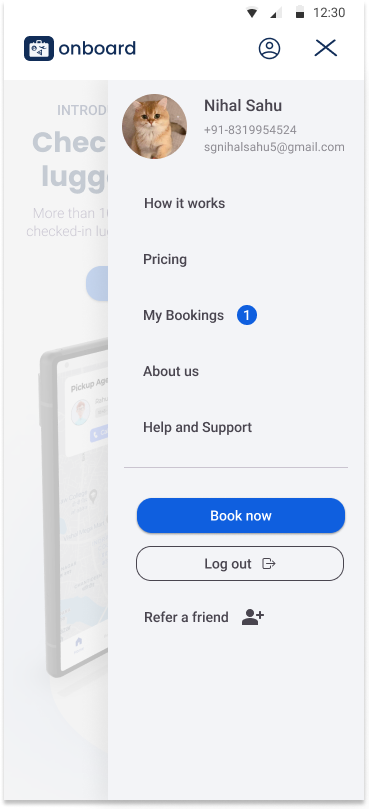 12:30
onboard
INTROD
Chec
lugg
More than 1
checked-in lu
Nihal Sahu
+91-8319954524
sgnihalsahu5@gmail.com
How it works
Pricing
My Bookings 1
About us
Help and Support
Book now
Log out
Refer a friend
Pickup Age